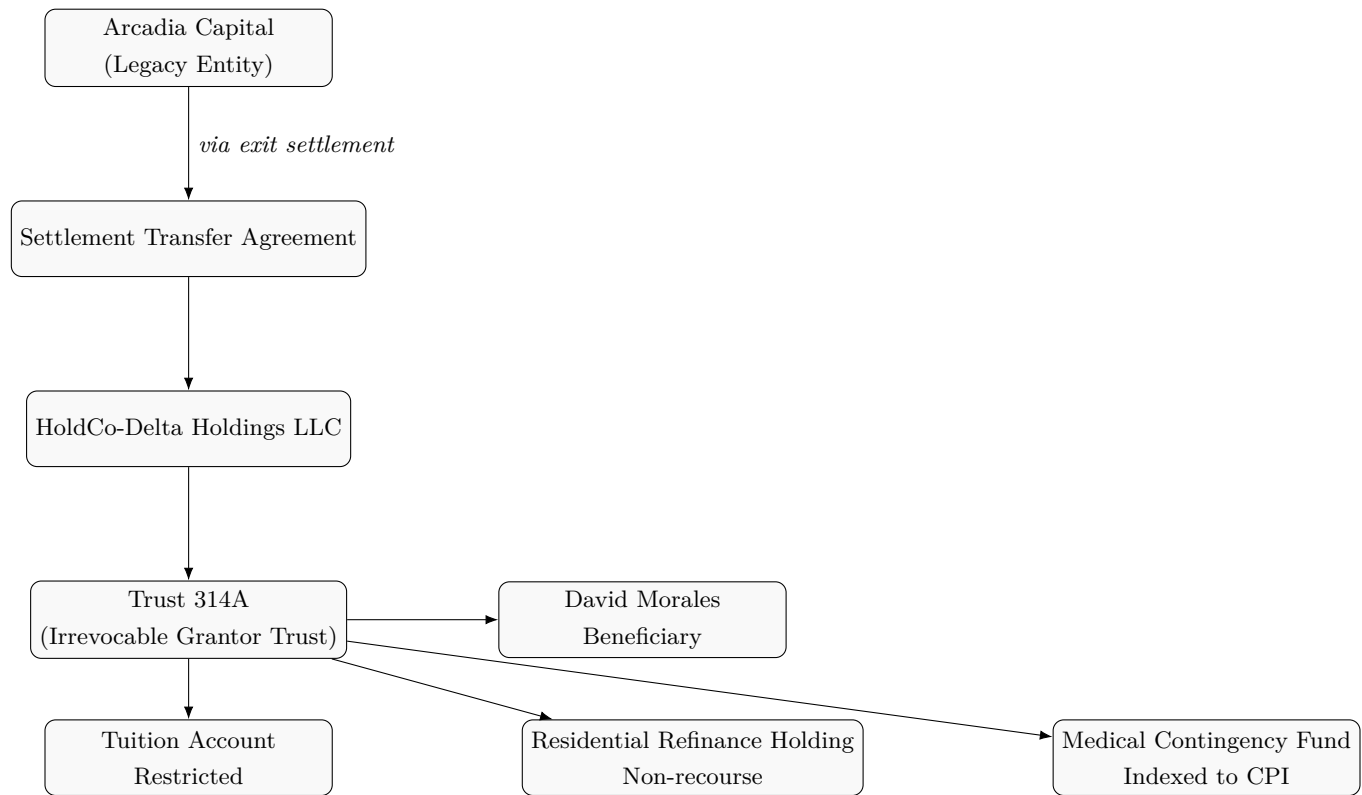 Arcadia Capital
(Legacy Entity)
via exit settlement
Settlement Transfer Agreement
HoldCo-Delta Holdings LLC
Trust 314A
(Irrevocable Grantor Trust)
David Morales
Beneficiary
Tuition Account
Restricted
Residential Refinance Holding
Non-recourse
Medical Contingency Fund
Indexed to CPI